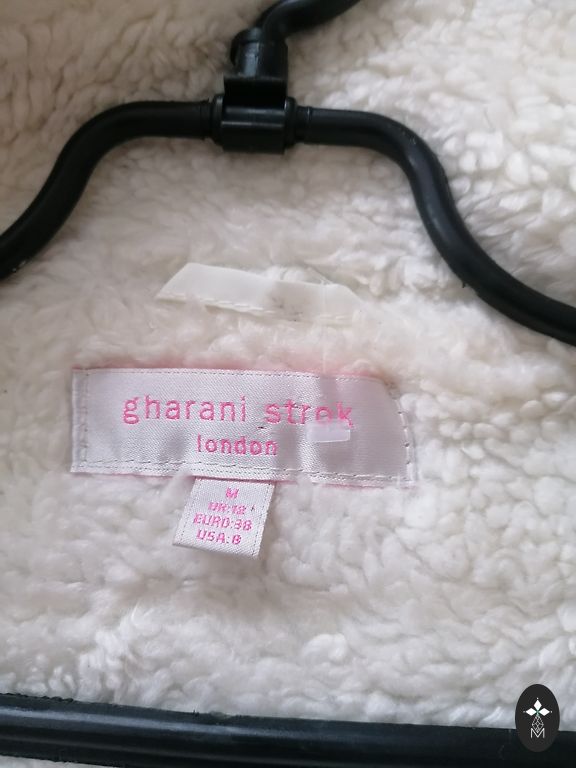 gharani strok
london
M
UK:12
EURO:38
USA:8
M